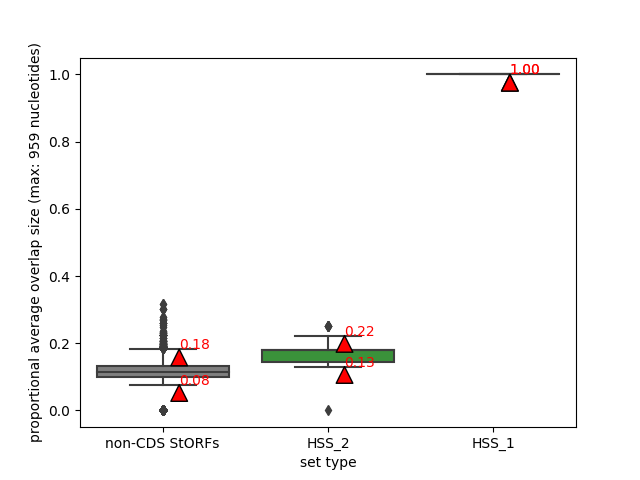 proportional average overlap size (max: 959 nucleotides)
1.0
0.8
0.6
0.4
0.2
0.0
1.00
0.18
0.08
0.22
0.13
non-CDS StORFs
HSS_2
HSS_1
set type